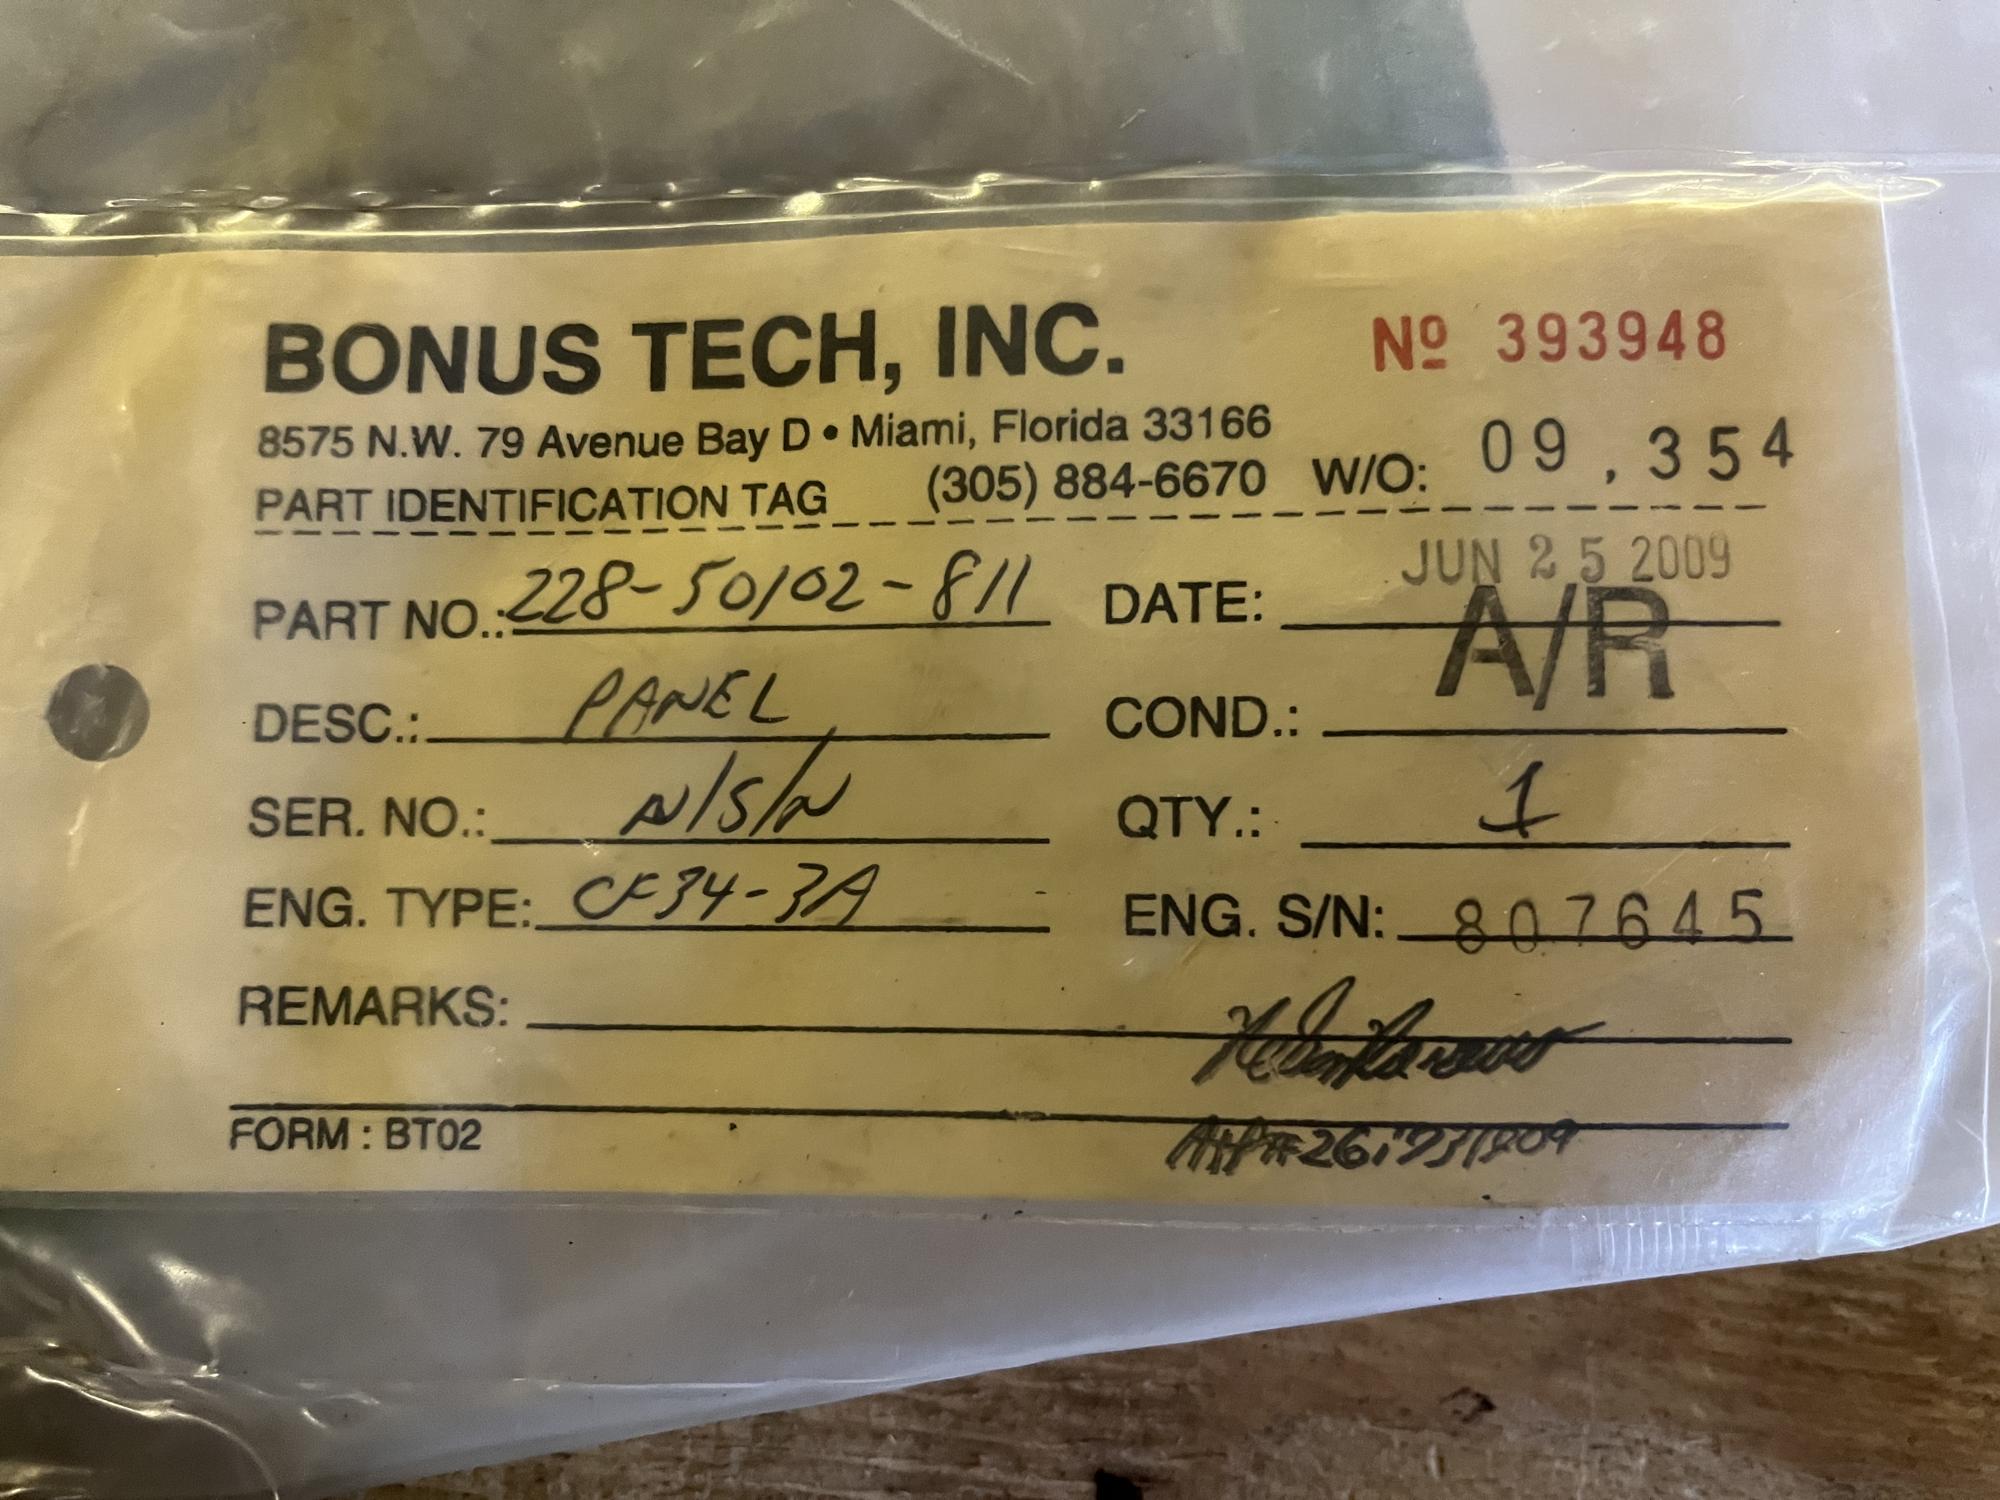 BONUS TECH, INC. Nº 393948
8575 N.W. 79 Avenue Bay D • Miami, Florida 33166
PART IDENTIFICATION TAG (305) 884-6670 W/O: 09,354
PART NO.: 228-50102-811 DATE: JUN 25 2009
DESC.: PANEL COND.: A/R
SER. NO.: N/S/N QTY.: 1
ENG. TYPE: CF34-3A ENG. S/N: 807645
REMARKS:
FORM : BT02